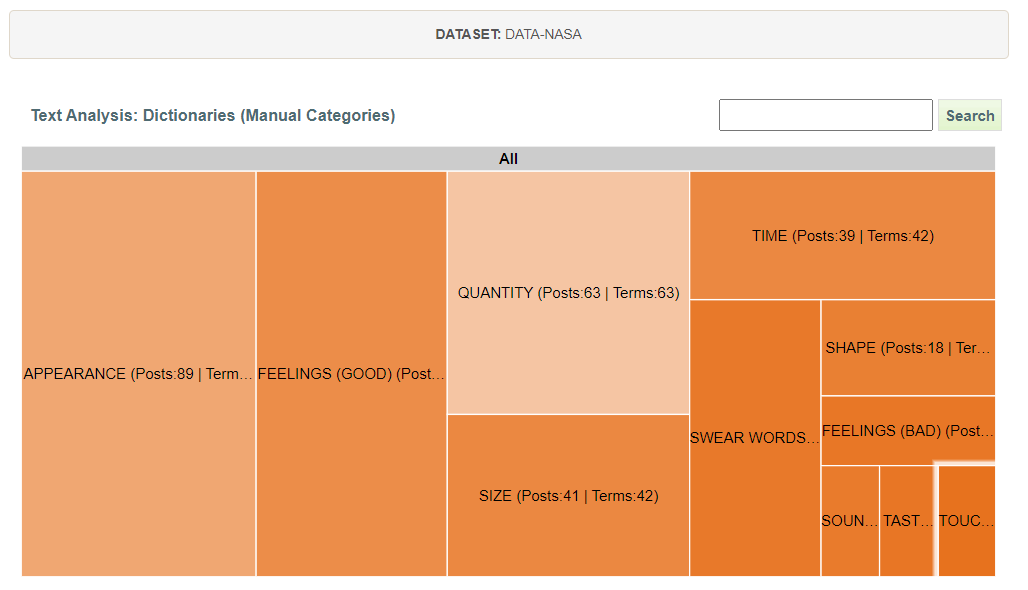 DATASET: DATA-NASA
Text Analysis: Dictionaries (Manual Categories)
Search
All
APPEARANCE (Posts:89 | Term...
FEELINGS (GOOD) (Post...
QUANTITY (Posts:63 | Terms:63)
SIZE (Posts:41 | Terms:42)
TIME (Posts:39 | Terms:42)
SWEAR WORDS...
SHAPE (Posts:18 | Ter...
FEELINGS (BAD) (Post...
SOUN...
TAST...
TOUC...